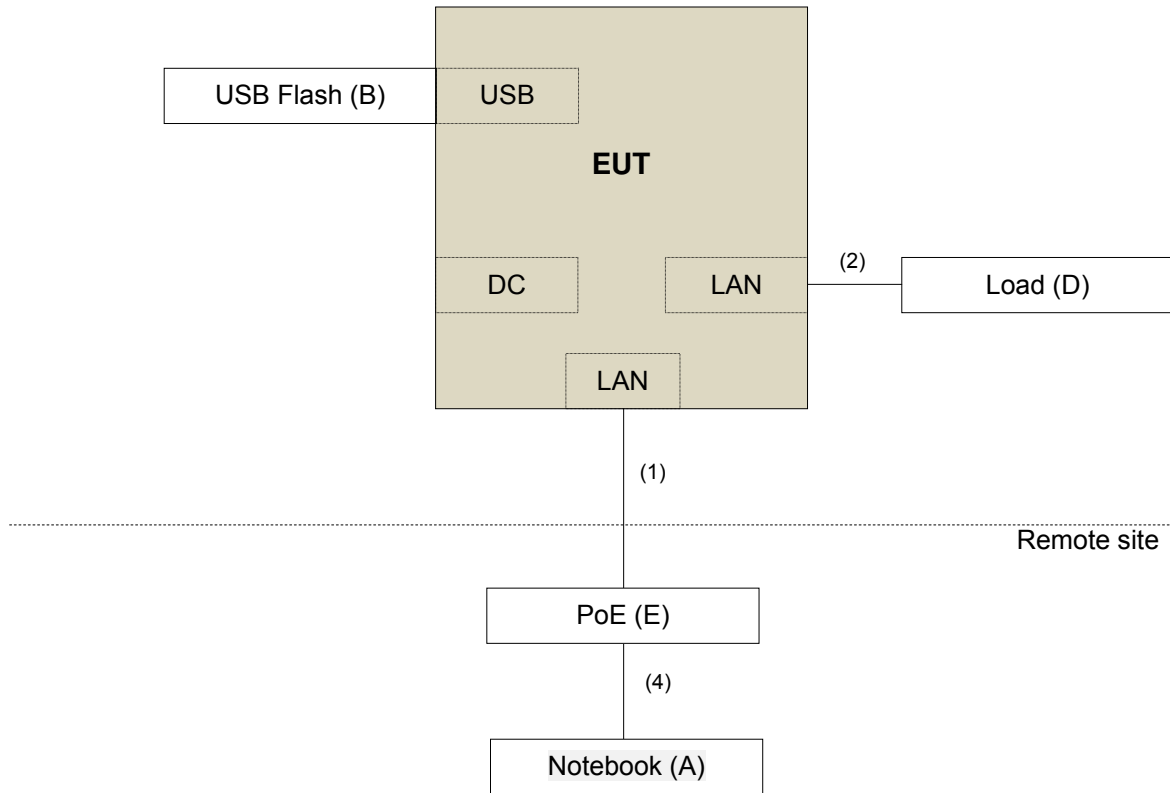 USB Flash (B)
USB
EUT
DC
LAN
(2)
Load (D)
LAN
(1)
Remote site
PoE (E)
(4)
Notebook (A)